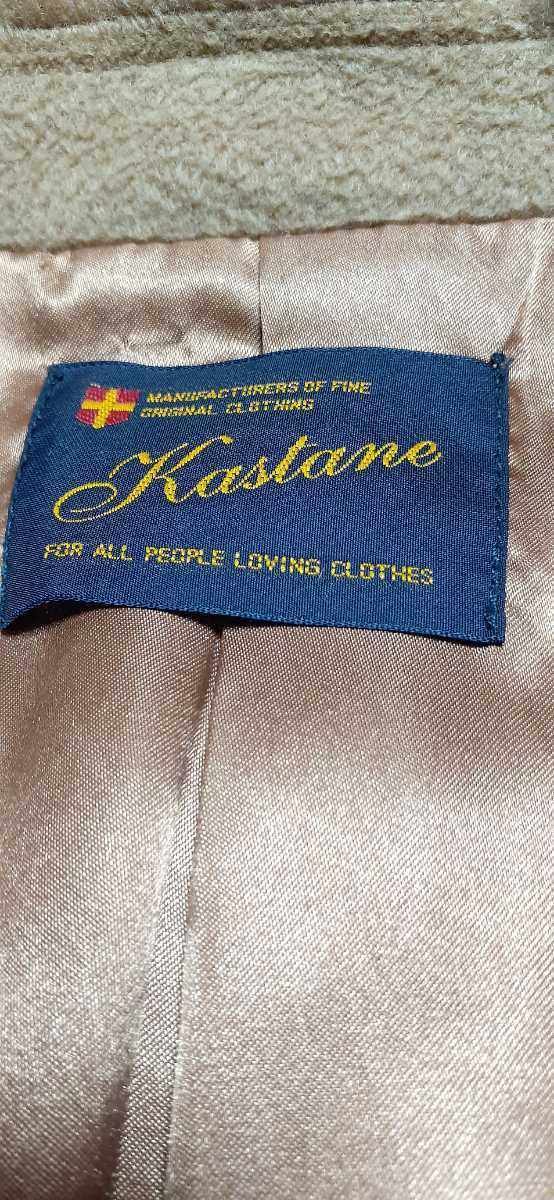 MANUFACTURERS OF FINE
ORIGINAL CLOTHING
Kastane
FOR ALL PEOPLE LOVING CLOTHES